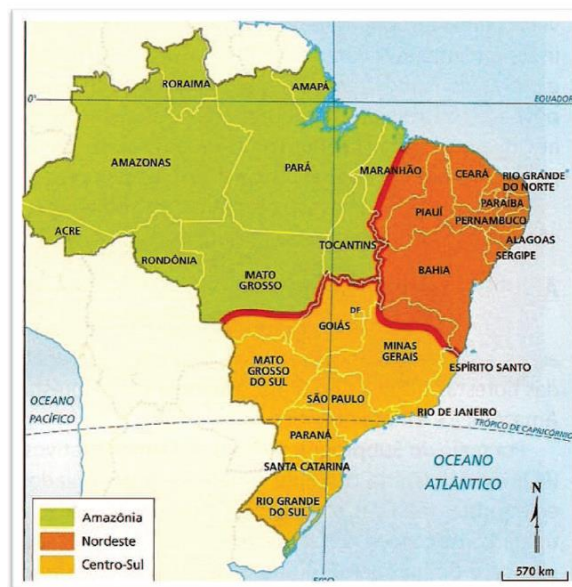 RORAIMA
AMAPÁ
0°
EQUADOR
AMAZONAS
PARÁ
MARANHÃO
CEARÁ
RIO GRANDE
DO NORTE
PARAÍBA
PIAUÍ
PERNAMBUCO
ACRE
ALAGOAS
SERGIPE
TOCANTINS
RONDÔNIA
BAHIA
MATO
GROSSO
DF
GOIÁS
MINAS
GERAIS
ESPÍRITO SANTO
MATO
GROSSO
DO SUL
SÃO PAULO
RIO DE JANEIRO
OCEANO
PACÍFICO
TRÓPICO DE CAPRICÓRNIO
PARANÁ
SANTA CATARINA
OCEANO
ATLÂNTICO
RIO GRANDE
DO SUL
N
Amazônia
Nordeste
Centro-Sul
570 km